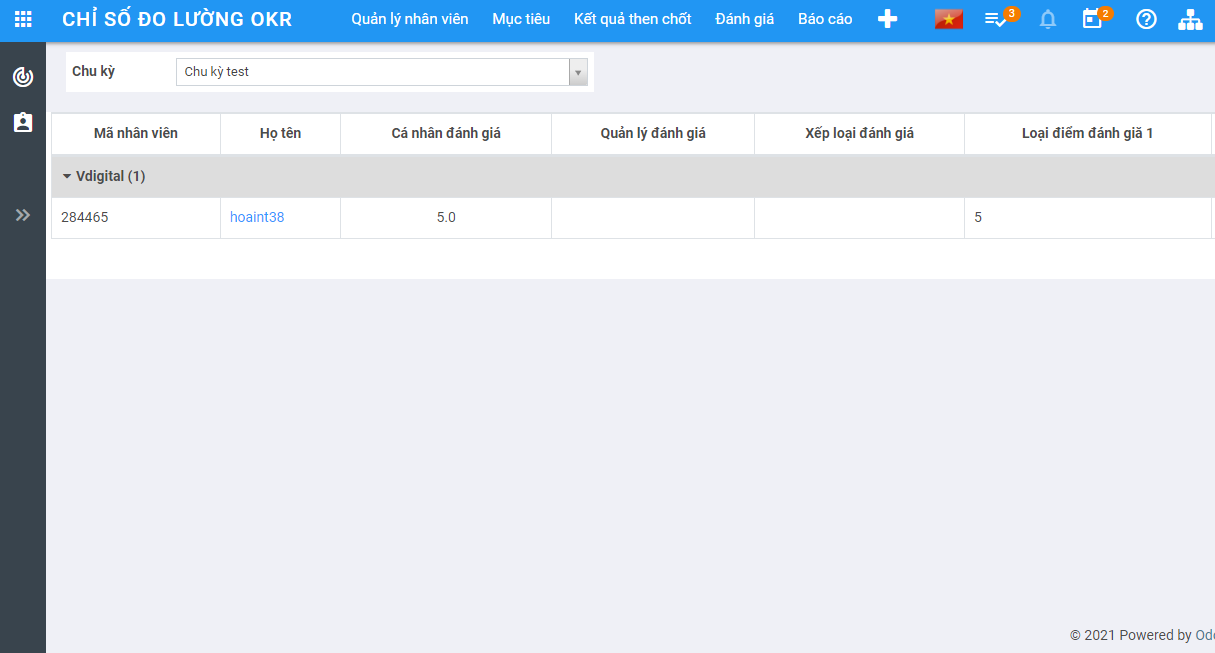 CHỈ SỐ ĐO LƯỜNG OKR Quản lý nhân viên Mục tiêu Kết quả then chốt Đánh giá Báo cáo 3 2
Chu kỳ Chu kỳ test
Mã nhân viên Họ tên Cá nhân đánh giá Quản lý đánh giá Xếp loại đánh giá Loại điểm đánh giã 1
Vdigital (1)
284465 hoaint38 5.0 5
© 2021 Powered by